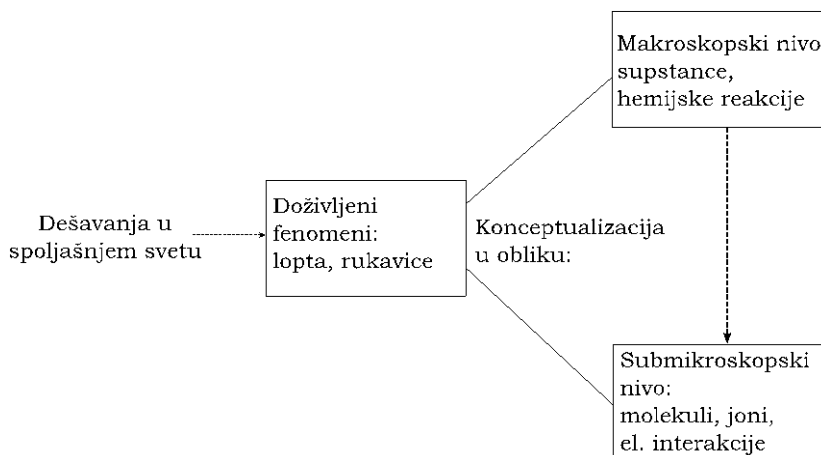 Makroskopski nivo
supstance,
hemijske reakcije
Dešavanja u
spoljašnjem svetu
Doživljeni
fenomeni:
lopta, rukavice
Konceptualizacija
u obliku:
Submikroskopski
nivo:
molekuli, joni,
el. interakcije